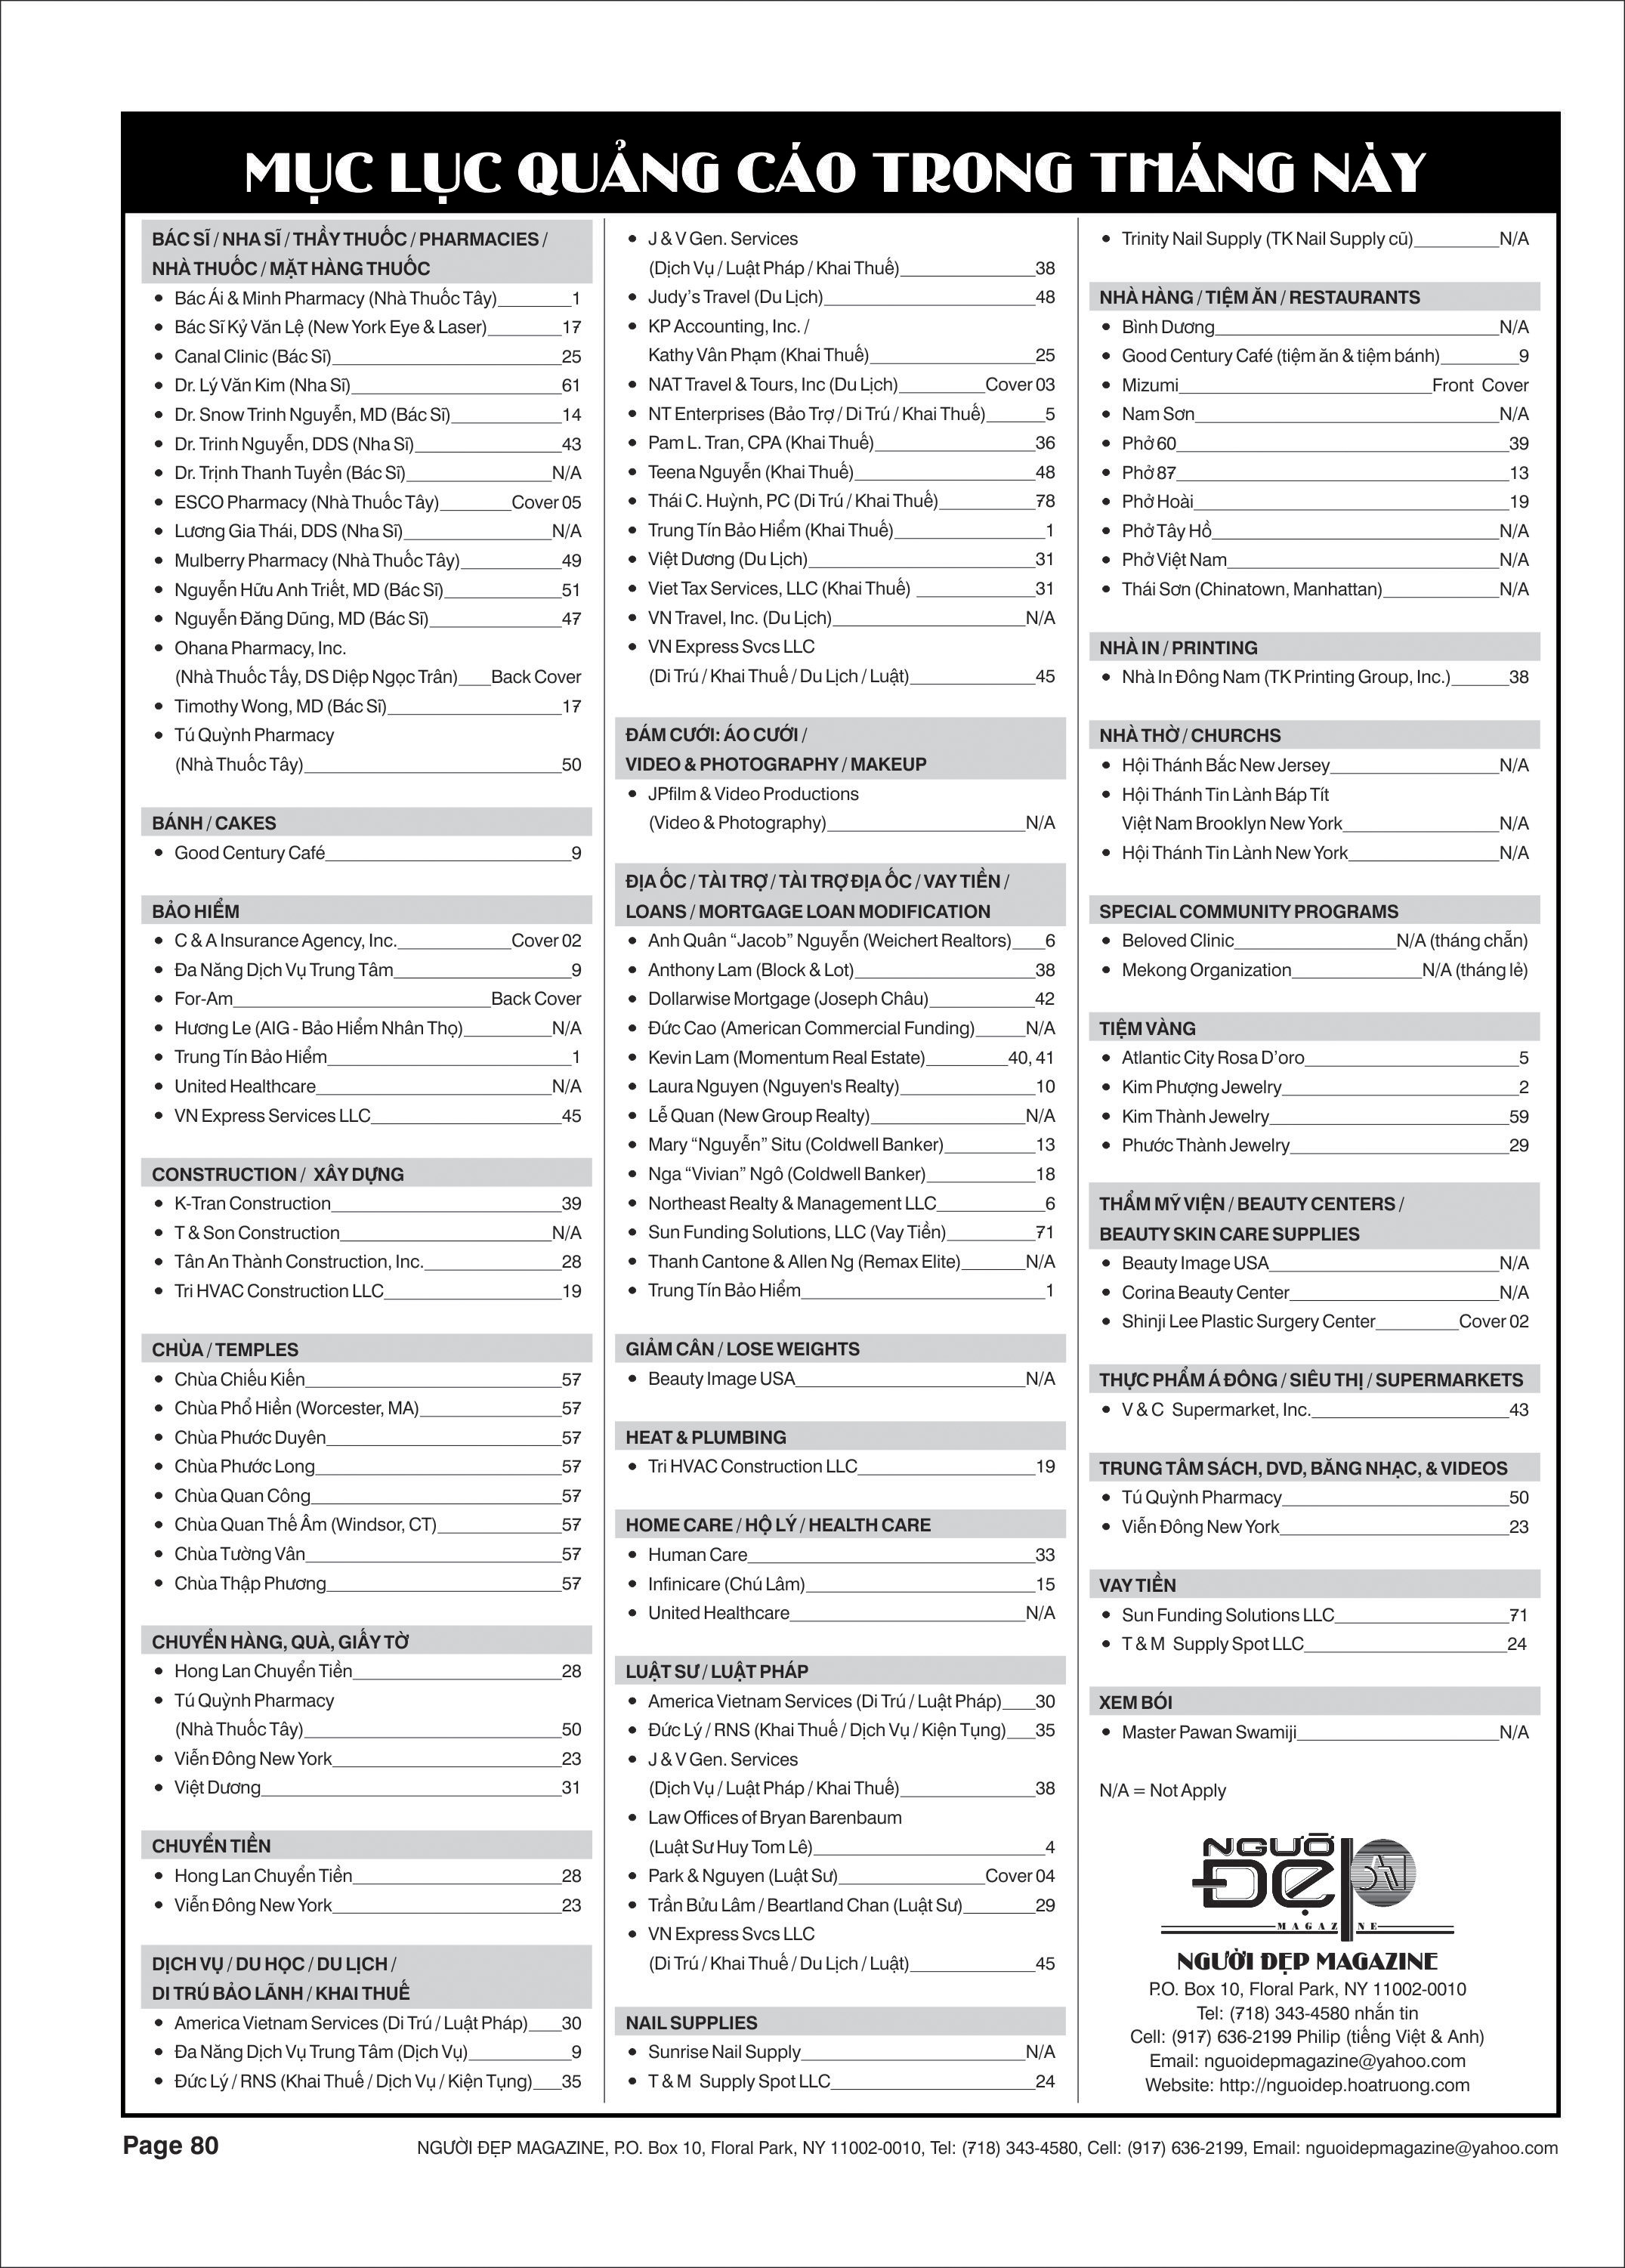 MỤC LỤC QUẢNG CÁO TRONG THÁNG NÀY
BÁC SĨ / NHA SĨ / THẦY THUỐC / PHARMACIES /
NHÀ THUỐC / MẶT HÀNG THUỐC
• Bác Ái & Minh Pharmacy (Nhà Thuốc Tây)________1
• Bác Sĩ Kỷ Văn Lệ (New York Eye & Laser)________17
• Canal Clinic (Bác Sĩ)________25
• Dr. Lý Văn Kim (Nha Sĩ)________61
• Dr. Snow Trinh Nguyễn, MD (Bác Sĩ)________14
• Dr. Trinh Nguyễn, DDS (Nha Sĩ)________43
• Dr. Trịnh Thanh Tuyền (Bác Sĩ)________N/A
• ESCO Pharmacy (Nhà Thuốc Tây)________Cover 05
• Lương Gia Thái, DDS (Nha Sĩ)________N/A
• Mulberry Pharmacy (Nhà Thuốc Tây)________49
• Nguyễn Hữu Anh Triết, MD (Bác Sĩ)________51
• Nguyễn Đăng Dũng, MD (Bác Sĩ)________47
• Ohana Pharmacy, Inc.
(Nhà Thuốc Tấy, DS Diệp Ngọc Trân)____Back Cover
• Timothy Wong, MD (Bác Sĩ)________17
• Tú Quỳnh Pharmacy
(Nhà Thuốc Tây)________50
BÁNH / CAKES
• Good Century Café________9
BẢO HIỂM
• C & A Insurance Agency, Inc.________Cover 02
• Đa Năng Dịch Vụ Trung Tâm________9
• For-Am________Back Cover
• Hương Le (AIG - Bảo Hiểm Nhân Thọ)________N/A
• Trung Tín Bảo Hiểm________1
• United Healthcare________N/A
• VN Express Services LLC________45
CONSTRUCTION / XÂY DỰNG
• K-Tran Construction________39
• T & Son Construction________N/A
• Tân An Thành Construction, Inc.________28
• Tri HVAC Construction LLC________19
CHÙA / TEMPLES
• Chùa Chiếu Kiến________57
• Chùa Phổ Hiền (Worcester, MA)________57
• Chùa Phước Duyên________57
• Chùa Phước Long________57
• Chùa Quan Công________57
• Chùa Quan Thế Âm (Windsor, CT)________57
• Chùa Tường Vân________57
• Chùa Thập Phương________57
CHUYỂN HÀNG, QUÀ, GIẤY TỜ
• Hong Lan Chuyển Tiền________28
• Tú Quỳnh Pharmacy
(Nhà Thuốc Tây)________50
• Viễn Đông New York________23
• Việt Dương________31
CHUYỂN TIỀN
• Hong Lan Chuyển Tiền________28
• Viễn Đông New York________23
DỊCH VỤ / DU HỌC / DU LỊCH /
DI TRÚ BẢO LÃNH / KHAI THUẾ
• America Vietnam Services (Di Trú / Luật Pháp)____30
• Đa Năng Dịch Vụ Trung Tâm (Dịch Vụ)________9
• Đức Lý / RNS (Khai Thuế / Dịch Vụ / Kiện Tụng)___35
• J & V Gen. Services
(Dịch Vụ / Luật Pháp / Khai Thuế)________38
• Judy's Travel (Du Lịch)________48
• KP Accounting, Inc. /
Kathy Vân Phạm (Khai Thuế)________25
• NAT Travel & Tours, Inc (Du Lịch)________Cover 03
• NT Enterprises (Bảo Trợ / Di Trú / Khai Thuế)______5
• Pam L. Tran, CPA (Khai Thuế)________36
• Teena Nguyễn (Khai Thuế)________48
• Thái C. Huỳnh, PC (Di Trú / Khai Thuế)________78
• Trung Tín Bảo Hiểm (Khai Thuế)________1
• Việt Dương (Du Lịch)________31
• Viet Tax Services, LLC (Khai Thuế) ________31
• VN Travel, Inc. (Du Lịch)________N/A
• VN Express Svcs LLC
(Di Trú / Khai Thuế / Du Lịch / Luật)________45
ĐÁM CƯỚI: ÁO CƯỚI /
VIDEO & PHOTOGRAPHY / MAKEUP
• JPfilm & Video Productions
(Video & Photography)________N/A
ĐỊA ỐC / TÀI TRỢ / TÀI TRỢ ĐỊA ỐC / VAY TIỀN /
LOANS / MORTGAGE LOAN MODIFICATION
• Anh Quân “Jacob” Nguyễn (Weichert Realtors)____6
• Anthony Lam (Block & Lot)________38
• Dollarwise Mortgage (Joseph Châu)________42
• Đức Cao (American Commercial Funding)_____N/A
• Kevin Lam (Momentum Real Estate)________40, 41
• Laura Nguyen (Nguyen's Realty)________10
• Lễ Quan (New Group Realty)________N/A
• Mary “Nguyễn” Situ (Coldwell Banker)________13
• Nga “Vivian” Ngô (Coldwell Banker)________18
• Northeast Realty & Management LLC________6
• Sun Funding Solutions, LLC (Vay Tiền)________71
• Thanh Cantone & Allen Ng (Remax Elite)______N/A
• Trung Tín Bảo Hiểm________1
GIẢM CÂN / LOSE WEIGHTS
• Beauty Image USA________N/A
HEAT & PLUMBING
• Tri HVAC Construction LLC________19
HOME CARE / HỘ LÝ / HEALTH CARE
• Human Care________33
• Infinicare (Chú Lâm)________15
• United Healthcare________N/A
LUẬT SƯ / LUẬT PHÁP
• America Vietnam Services (Di Trú / Luật Pháp)____30
• Đức Lý / RNS (Khai Thuế / Dịch Vụ / Kiện Tụng)___35
• J & V Gen. Services
(Dịch Vụ / Luật Pháp / Khai Thuế)________38
• Law Offices of Bryan Barenbaum
(Luật Sư Huy Tom Lê)________4
• Park & Nguyen (Luật Sư)________Cover 04
• Trần Bửu Lâm / Beartland Chan (Luật Sư)________29
• VN Express Svcs LLC
(Di Trú / Khai Thuế / Du Lịch / Luật)________45
NAIL SUPPLIES
• Sunrise Nail Supply________N/A
• T & M Supply Spot LLC________24
• Trinity Nail Supply (TK Nail Supply cũ)________N/A
NHÀ HÀNG / TIỆM ĂN / RESTAURANTS
• Bình Dương________N/A
• Good Century Café (tiệm ăn & tiệm bánh)________9
• Mizumi________Front Cover
• Nam Sơn________N/A
• Phở 60________39
• Phở 87________13
• Phở Hoài________19
• Phở Tây Hồ________N/A
• Phở Việt Nam________N/A
• Thái Sơn (Chinatown, Manhattan)________N/A
NHÀ IN / PRINTING
• Nhà In Đông Nam (TK Printing Group, Inc.)______38
NHÀ THỜ / CHURCHS
• Hội Thánh Bắc New Jersey________N/A
• Hội Thánh Tin Lành Báp Tít
Việt Nam Brooklyn New York________N/A
• Hội Thánh Tin Lành New York________N/A
SPECIAL COMMUNITY PROGRAMS
• Beloved Clinic________N/A (tháng chẵn)
• Mekong Organization________N/A (tháng lẻ)
TIỆM VÀNG
• Atlantic City Rosa D'oro________5
• Kim Phượng Jewelry________2
• Kim Thành Jewelry________59
• Phước Thành Jewelry________29
THẨM MỸ VIỆN / BEAUTY CENTERS /
BEAUTY SKIN CARE SUPPLIES
• Beauty Image USA________N/A
• Corina Beauty Center________N/A
• Shinji Lee Plastic Surgery Center________Cover 02
THỰC PHẨM Á ĐÔNG / SIÊU THỊ / SUPERMARKETS
• V & C Supermarket, Inc.________43
TRUNG TÂM SÁCH, DVD, BĂNG NHẠC, & VIDEOS
• Tú Quỳnh Pharmacy________50
• Viễn Đông New York________23
VAY TIỀN
• Sun Funding Solutions LLC________71
• T & M Supply Spot LLC________24
XEM BÓI
• Master Pawan Swamiji________N/A
N/A = Not Apply
NGƯỜI
ĐẸP
MAGAZINE
NGƯỜI ĐẸP MAGAZINE
P.O. Box 10, Floral Park, NY 11002-0010
Tel: (718) 343-4580 nhắn tin
Cell: (917) 636-2199 Philip (tiếng Việt & Anh)
Email: nguoidepmagazine@yahoo.com
Website: http://nguoidep.hoatruong.com
Page 80
NGƯỜI ĐẸP MAGAZINE, P.O. Box 10, Floral Park, NY 11002-0010, Tel: (718) 343-4580, Cell: (917) 636-2199, Email: nguoidepmagazine@yahoo.com